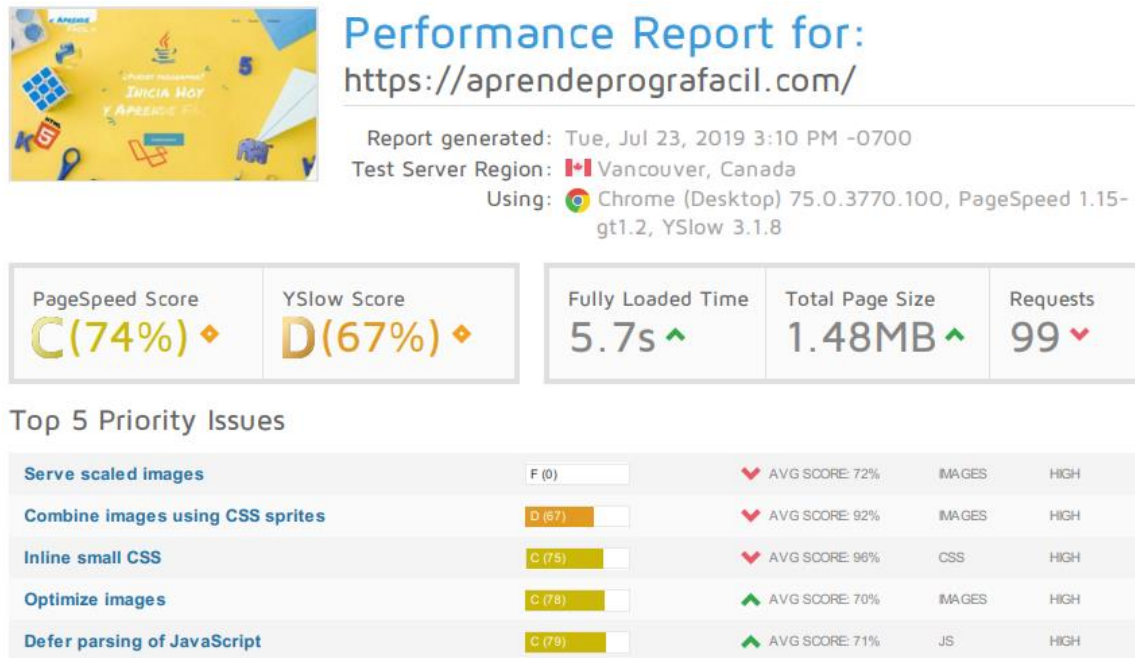 APRENDE
FÁCIL
INICIA HOY
Y APRENDE FÁ
5
Performance Report for:
https://aprendeprografacil.com/
Report generated: Tue, Jul 23, 2019 3:10 PM -0700
Test Server Region: Vancouver, Canada
Using: Chrome (Desktop) 75.0.3770.100, PageSpeed 1.15-
gt1.2, YSlow 3.1.8
PageSpeed Score YSlow Score Fully Loaded Time Total Page Size Requests
C(74%) D(67%) 5.7s 1.48MB 99
Top 5 Priority Issues
Serve scaled images F (0) AVG SCORE: 72% IMAGES HIGH
Combine images using CSS sprites D (67) AVG SCORE: 92% IMAGES HIGH
Inline small CSS C (75) AVG SCORE: 96% CSS HIGH
Optimize images C (78) AVG SCORE: 70% IMAGES HIGH
Defer parsing of JavaScript C (79) AVG SCORE: 71% JS HIGH